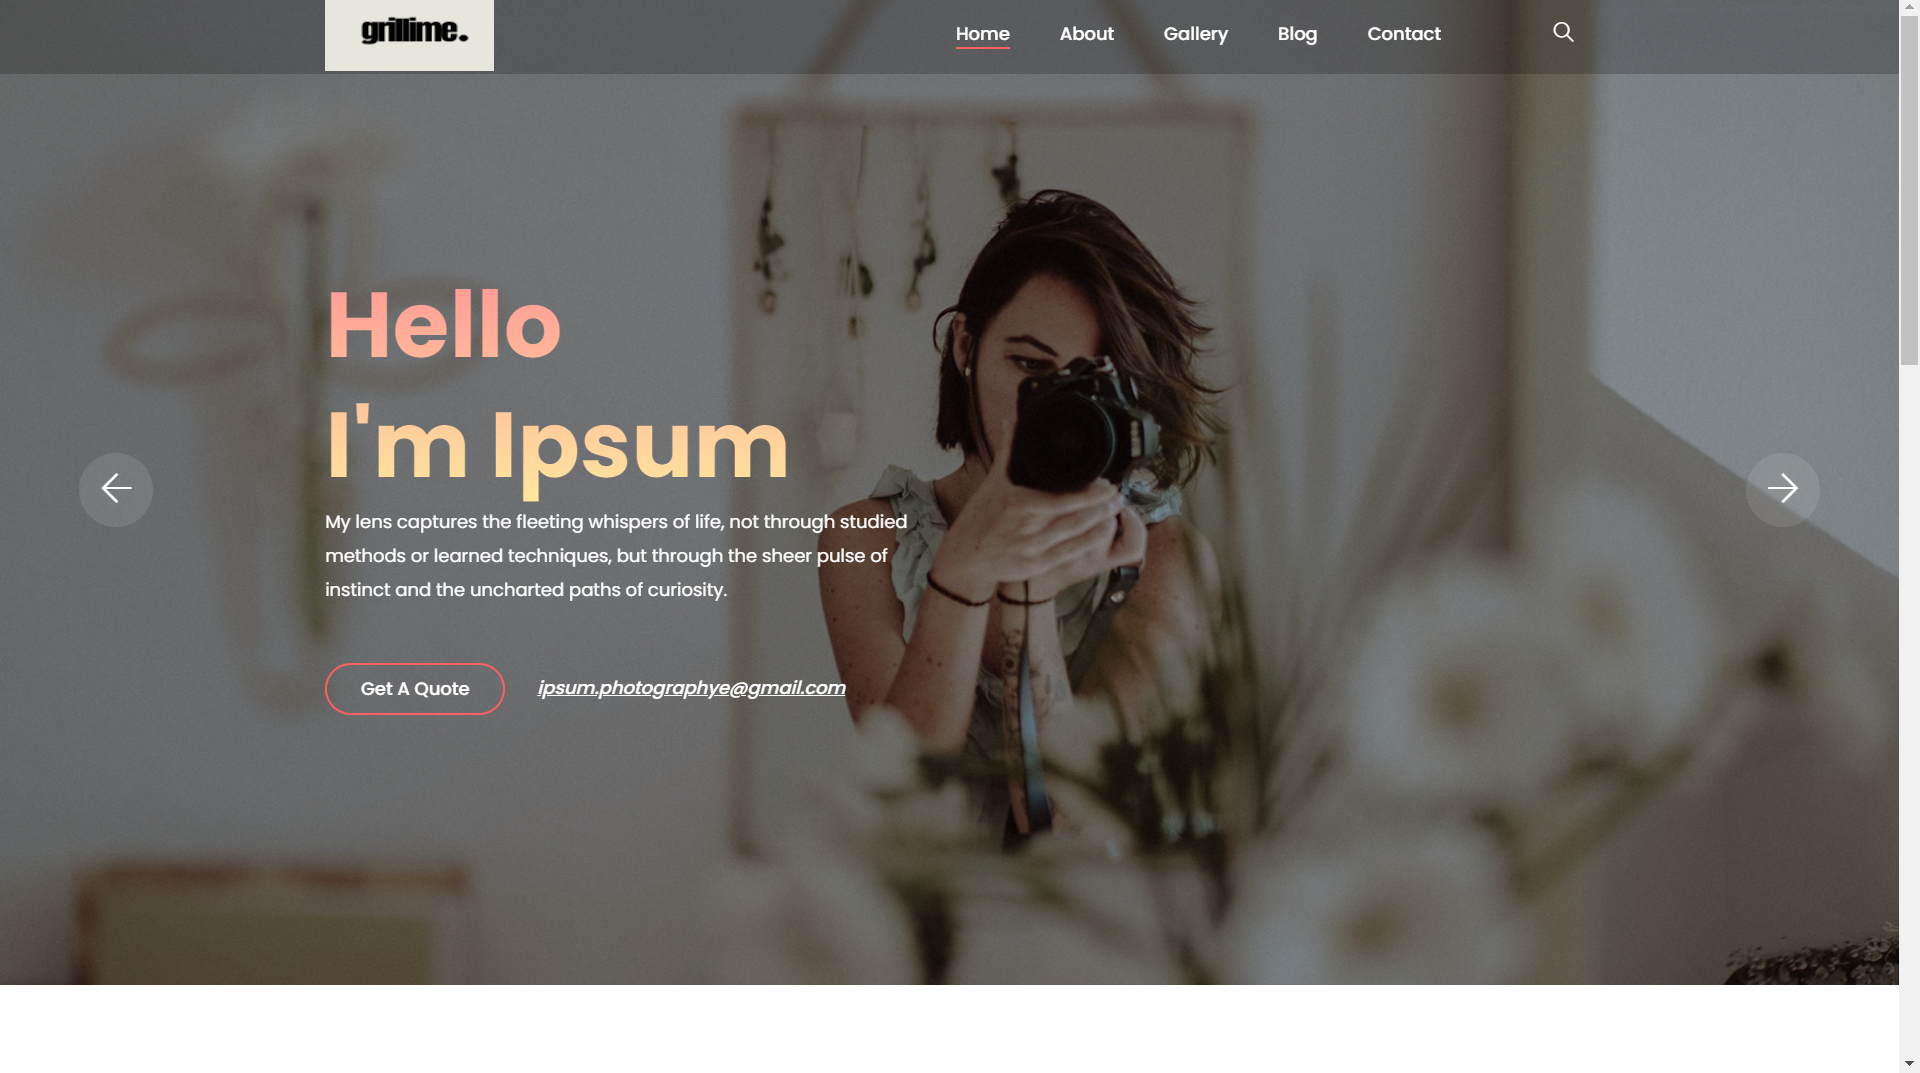 grillime.
Home About Gallery Blog Contact
Hello
I'm Ipsum
My lens captures the fleeting whispers of life, not through studied
methods or learned techniques, but through the sheer pulse of
instinct and the uncharted paths of curiosity.
Get A Quote ipsum.photographye@gmail.com